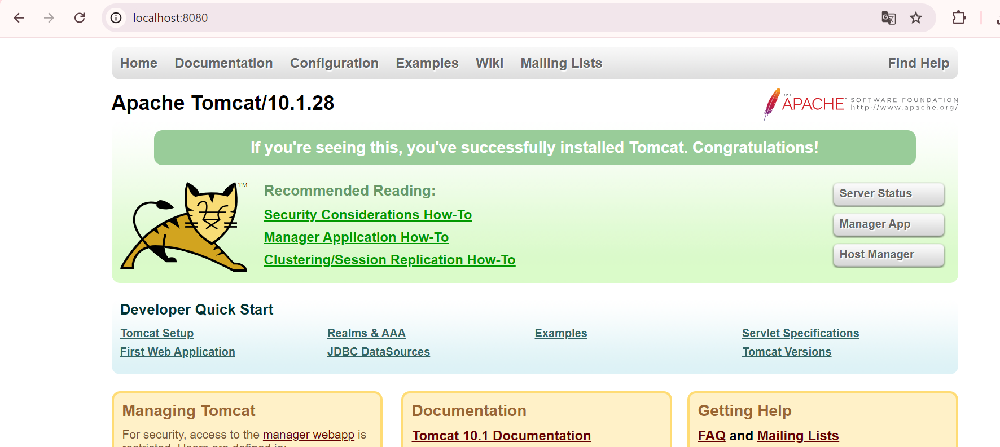 localhost:8080
Home Documentation Configuration Examples Wiki Mailing Lists Find Help
Apache Tomcat/10.1.28
THE APACHE SOFTWARE FOUNDATION
http://www.apache.org/
If you're seeing this, you've successfully installed Tomcat. Congratulations!
TM
Recommended Reading:
Security Considerations How-To
Manager Application How-To
Clustering/Session Replication How-To
Server Status
Manager App
Host Manager
Developer Quick Start
Tomcat Setup Realms & AAA Examples Servlet Specifications
First Web Application JDBC DataSources Tomcat Versions
Managing Tomcat
For security, access to the manager webapp is
restricted. Users are defined in:
Documentation
Tomcat 10.1 Documentation
Getting Help
FAQ and Mailing Lists